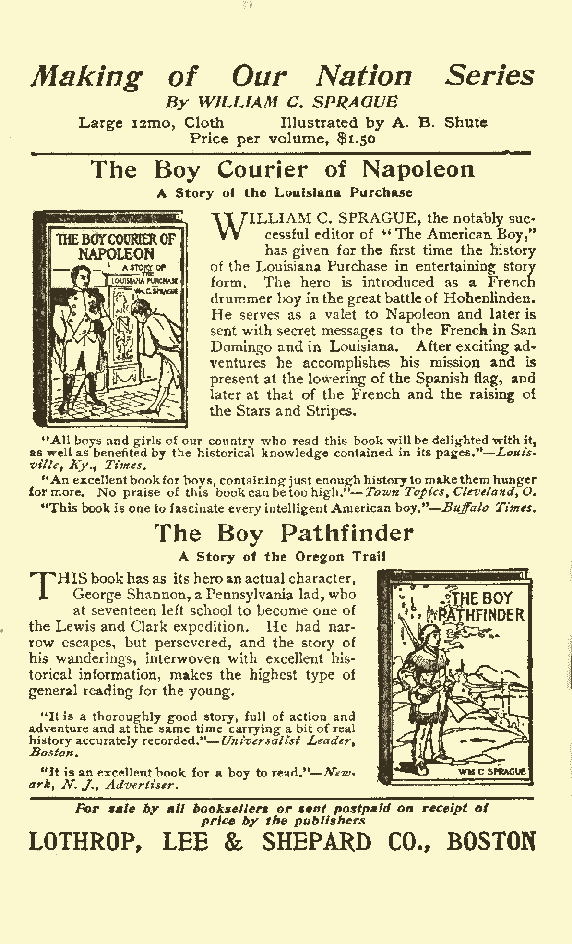 Making of Our Nation Series
By WILLIAM C. SPRAGUE
Large 12mo, Cloth Illustrated by A. B. Shute
Price per volume, $1.50
The Boy Courier of Napoleon
A Story of the Louisiana Purchase
THE BOY COURIER OF
NAPOLEON
A STORY OF
THE
LOUISIANA PURCHASE
WM. C. SPRAGUE
WILLIAM C. SPRAGUE, the notably suc-
cessful editor of "The American Boy,"
has given for the first time the history
of the Louisiana Purchase in entertaining story
form. The hero is introduced as a French
drummer boy in the great battle of Hohenlinden.
He serves as a valet to Napoleon and later is
sent with secret messages to the French in San
Domingo and in Louisiana. After exciting ad-
ventures he accomplishes his mission and is
present at the lowering of the Spanish flag, and
later at that of the French and the raising of
the Stars and Stripes.
"All boys and girls of our country who read this book will be delighted with it,
as well as benefited by the historical knowledge contained in its pages."—Louis-
ville, Ky., Times.
"An excellent book for boys, containing just enough history to make them hunger
for more. No praise of this book can be too high."—Town Topics, Cleveland, O.
"This book is one to fascinate every intelligent American boy."—Buffalo Times.
The Boy Pathfinder
A Story of the Oregon Trail
THIS book has as its hero an actual character,
George Shannon, a Pennsylvania lad, who
at seventeen left school to become one of
the Lewis and Clark expedition. He had nar-
row escapes, but persevered, and the story of
his wanderings, interwoven with excellent his-
torical information, makes the highest type of
general reading for the young.
THE BOY
PATHFINDER
WM C SPRAGUE
"It is a thoroughly good story, full of action and
adventure and at the same time carrying a bit of real
history accurately recorded."—Universalist Leader,
Boston.
"It is an excellent book for a boy to read."—New-
ark, N. J., Advertiser.
For sale by all booksellers or sent postpaid on receipt of
price by the publishers
LOTHROP, LEE & SHEPARD CO., BOSTON